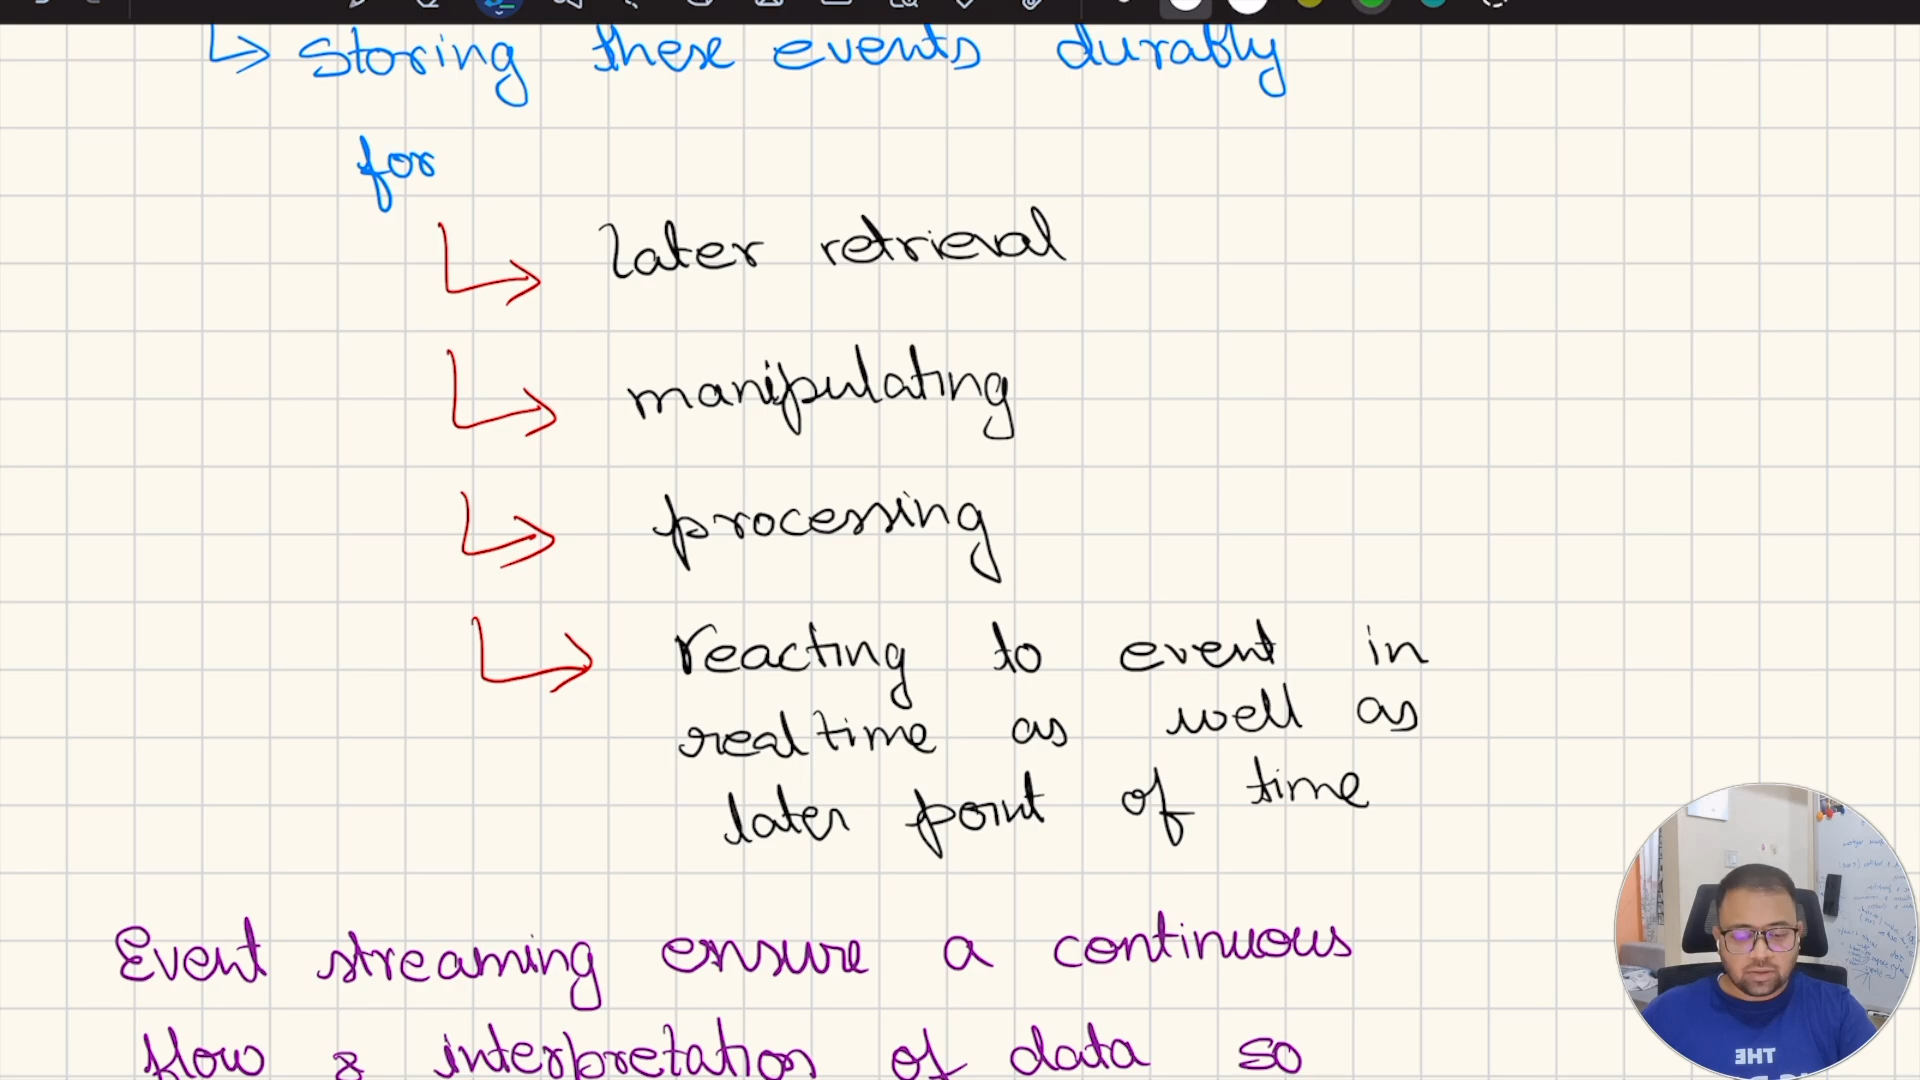 ↳ storing these events durably
for
↳ later retrieval
↳ manipulating
↳ processing
↳ reacting to event in
realtime as well as
later point of time
Event streaming ensure a continuous
flow & interpretation of data so
THE